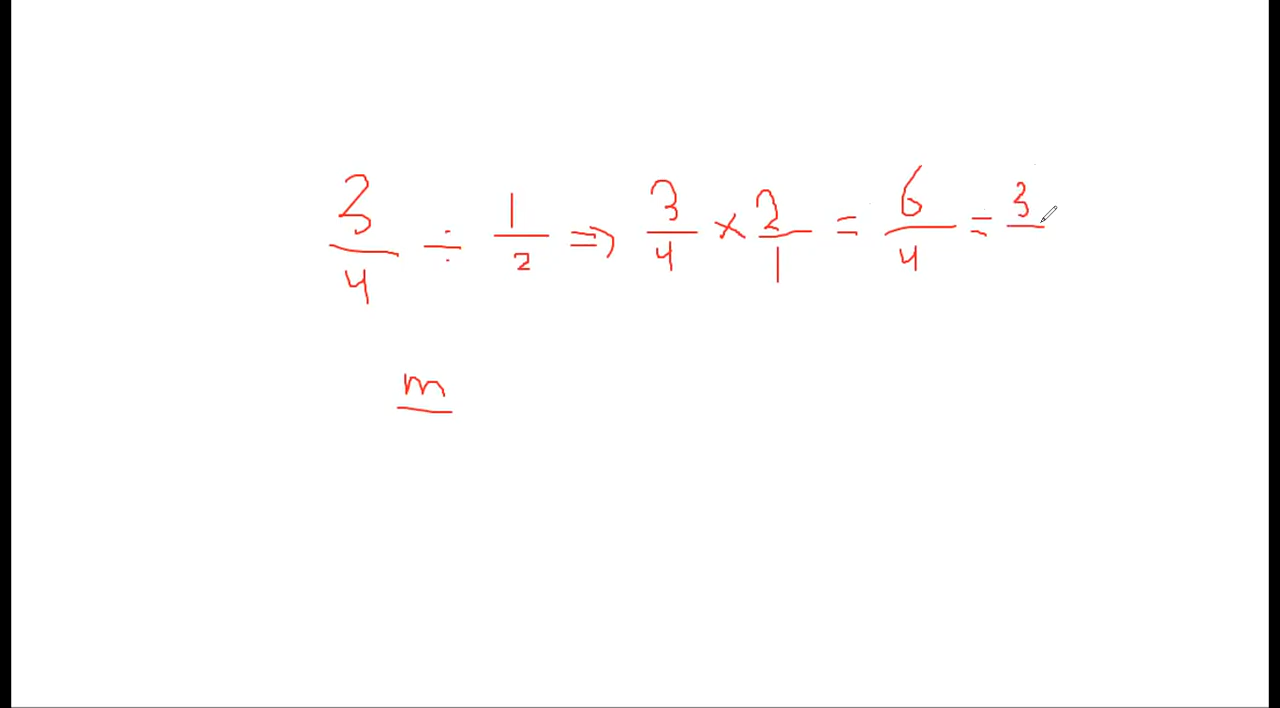 3/4 ÷ 1/2 ⇒ 3/4 × 2/1 = 6/4 = 3/
m